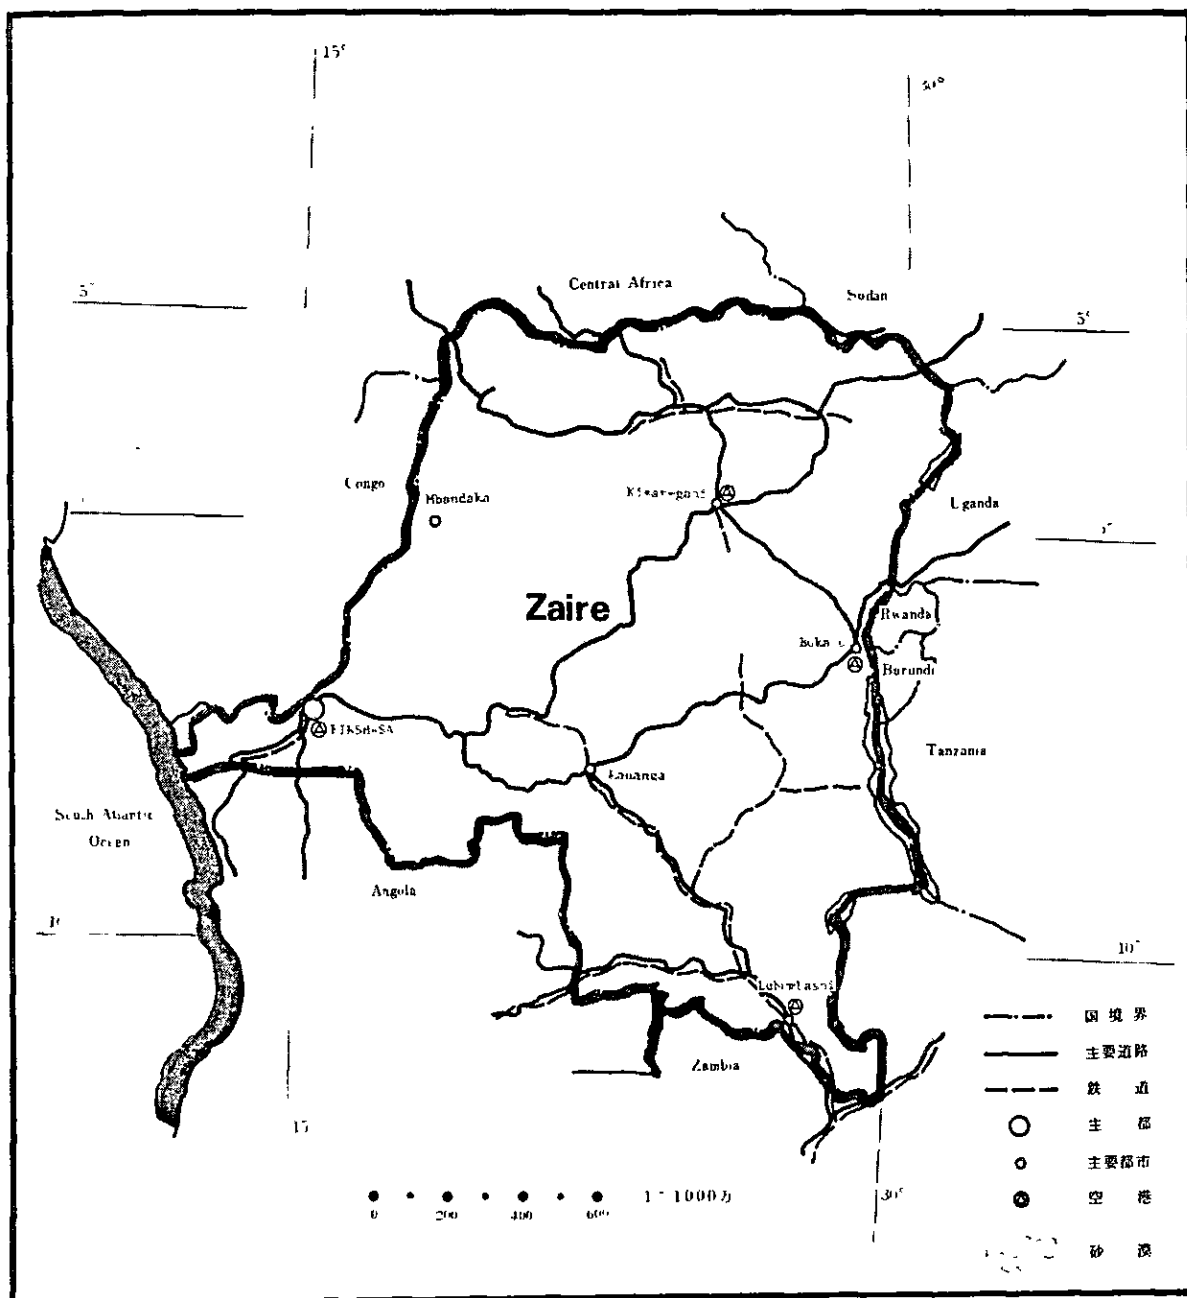 15°
Central Africa
Sudan
5°
5°
Congo
Mbandaka
Uganda
Zaire
Rwanda
Burundi
Tanzania
Kananga
South Atlantic
Ocean
Angola
10°
Zambia
国境界
主要道路
鉄道
主都
15
主要都市
30°
空港
0 200 400 600
砂漠